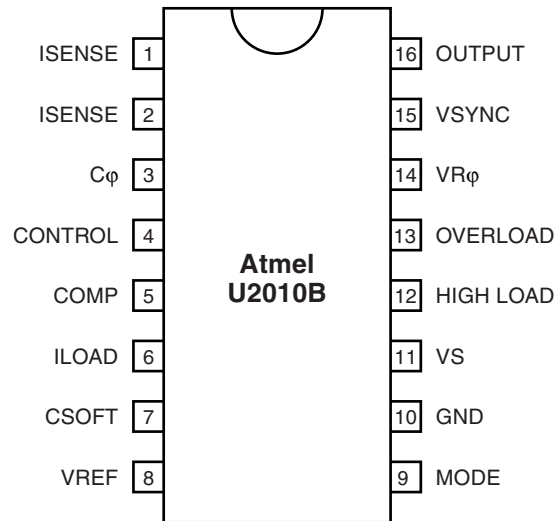 ISENSE 1 16 OUTPUT
ISENSE 2 15 VSYNC
Cφ 3 14 VRφ
CONTROL 4 13 OVERLOAD
Atmel
U2010B
COMP 5 12 HIGH LOAD
ILOAD 6 11 VS
CSOFT 7 10 GND
VREF 8 9 MODE